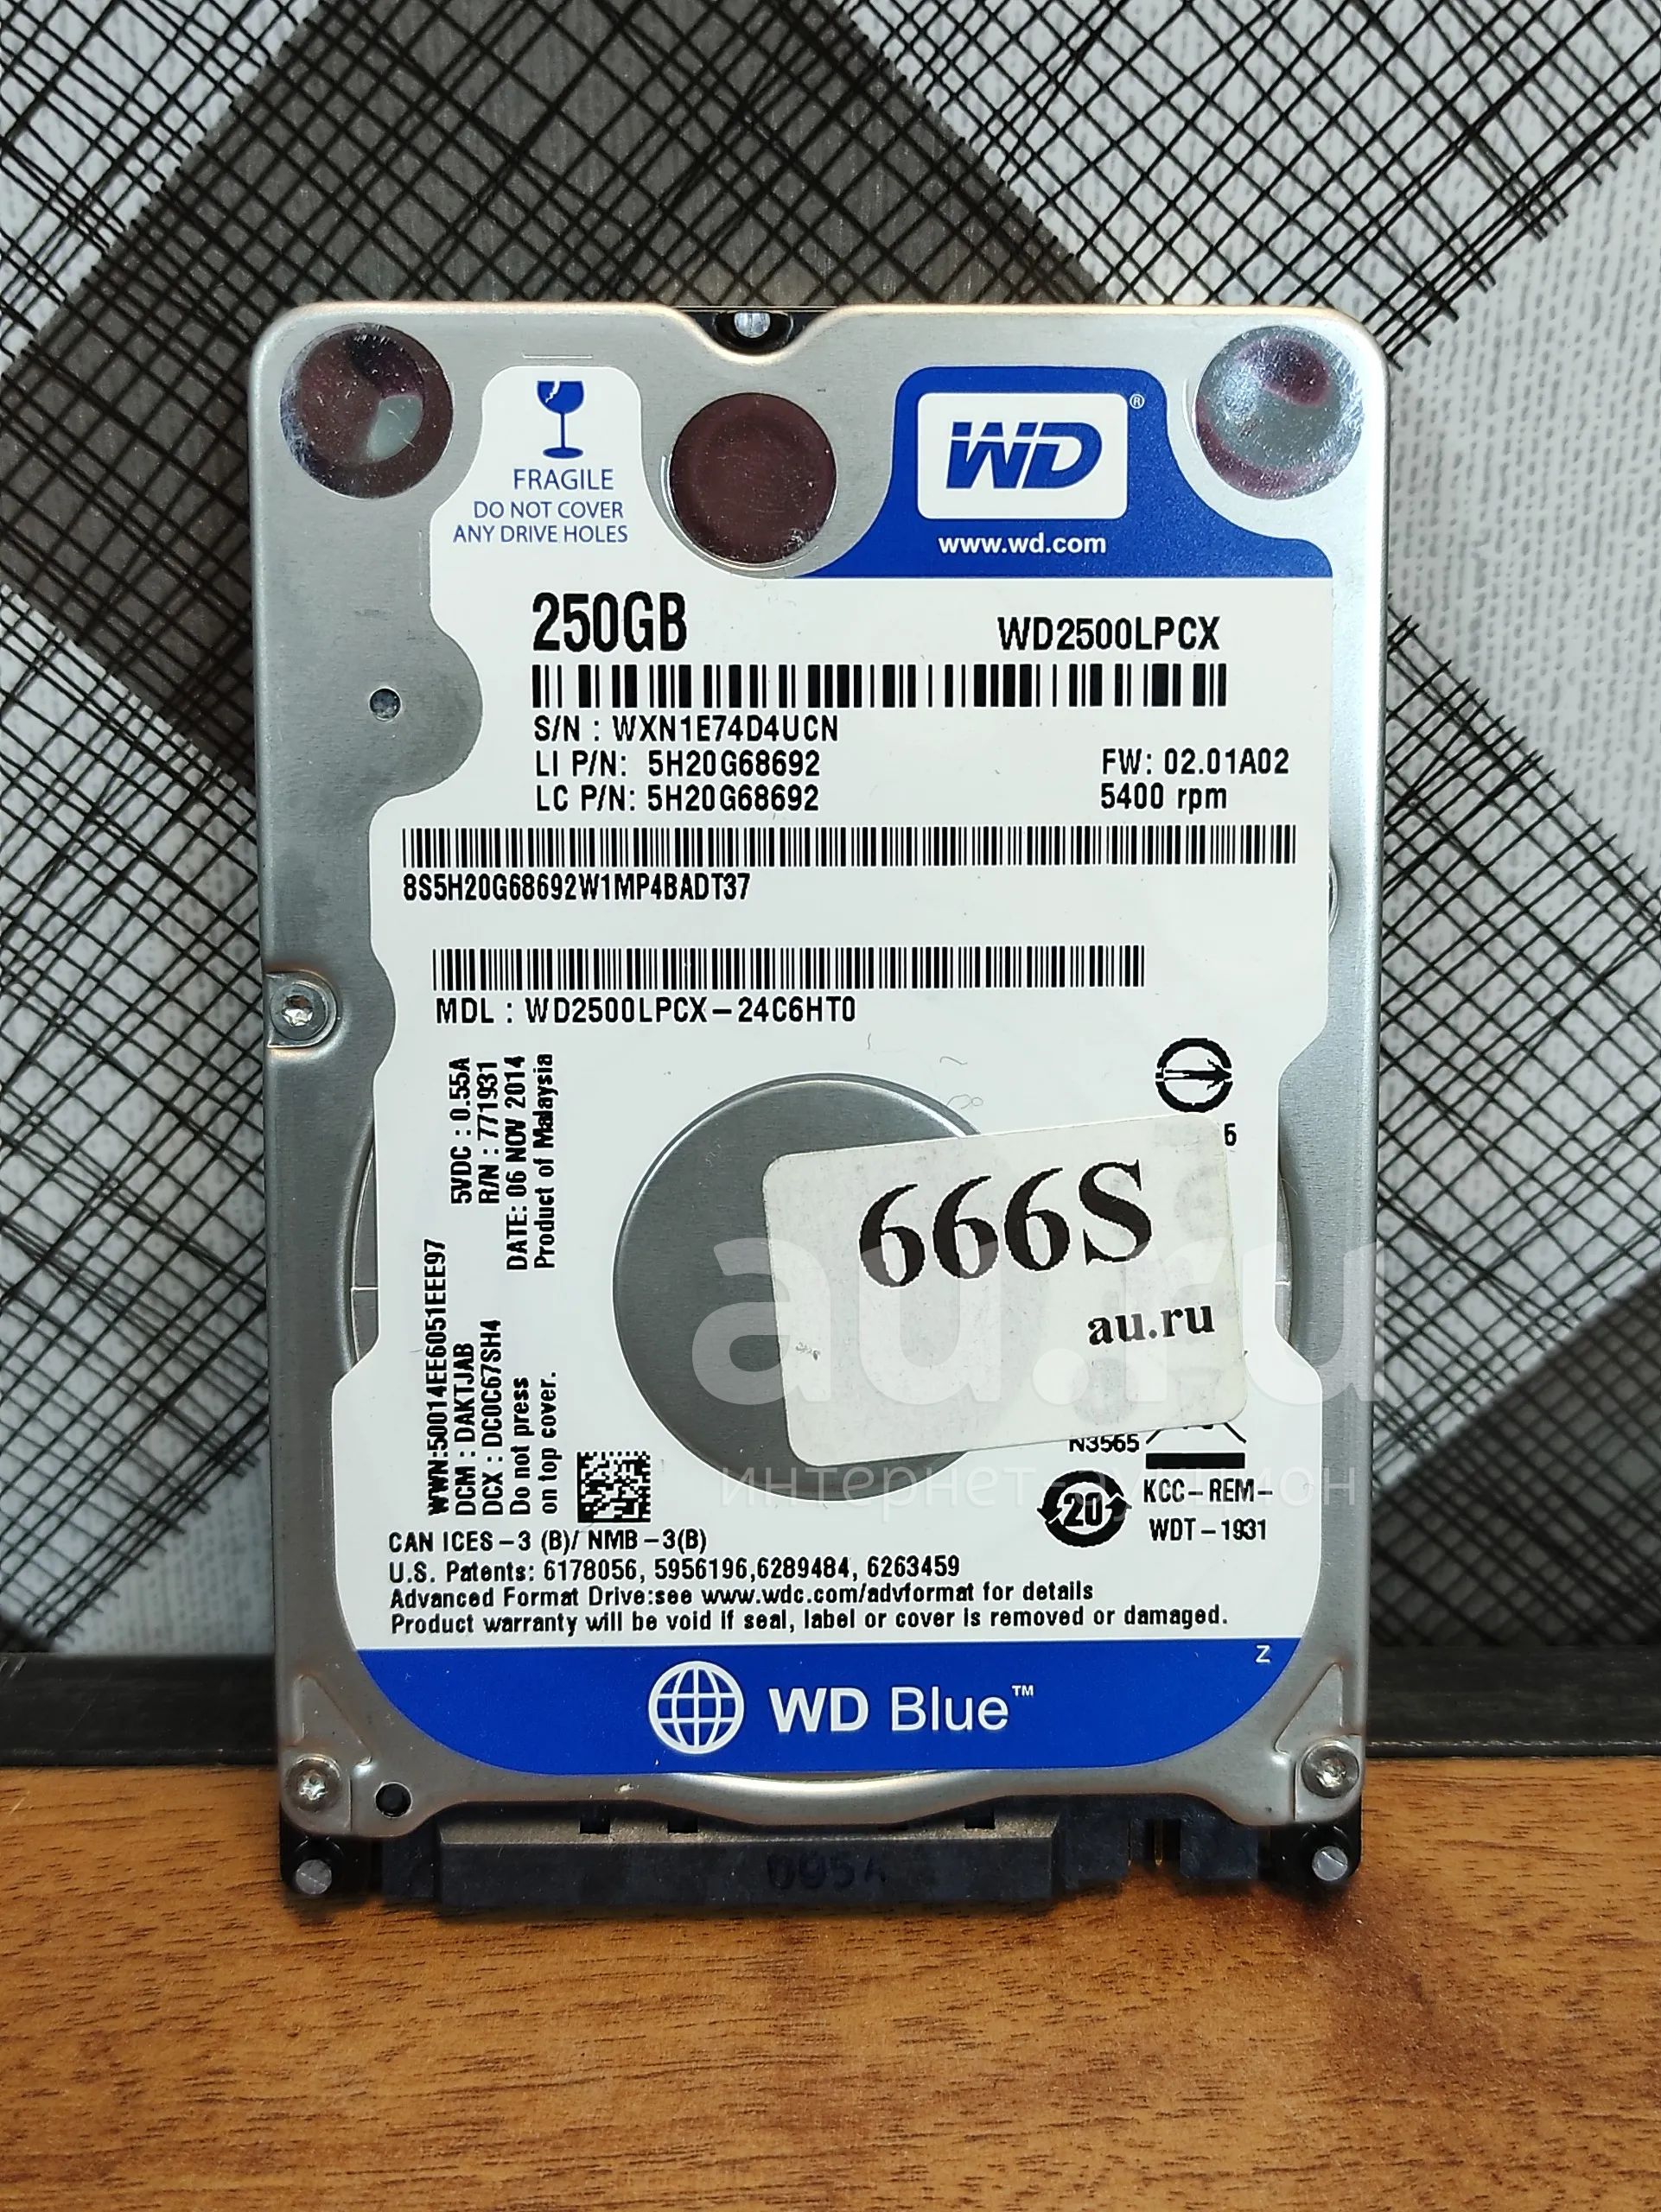 FRAGILE
DO NOT COVER
ANY DRIVE HOLES
WD®
www.wd.com
250GB
WD2500LPCX
S/N : WXN1E74D4UCN
LI P/N: 5H20G68692
FW: 02.01A02
LC P/N: 5H20G68692
5400 rpm
8S5H20G68692W1MP4BADT37
MDL : WD2500LPCX-24C6HT0
5VDC : 0.55A
R/N : 771931
DATE: 06 NOV 2014
Product of Malaysia
WWN:50014EE6051EEE97
DCM : DAKTJAB
DCX : DC0C67SH4
Do not press
on top cover.
666S
au.ru
au.ru
интернет-аукцион
N3565
20
KCC-REM-
WDT-1931
CAN ICES-3 (B)/ NMB-3(B)
U.S. Patents: 6178056, 5956196,6289484, 6263459
Advanced Format Drive:see www.wdc.com/advformat for details
Product warranty will be void if seal, label or cover is removed or damaged.
Z
WD Blue™